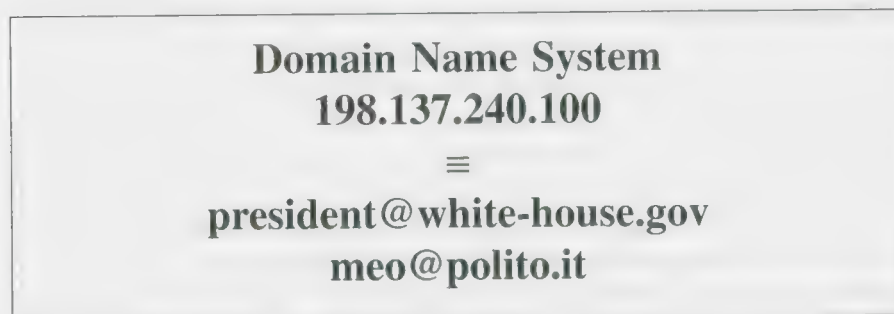 Domain Name System
198.137.240.100
≡
president@white-house.gov
meo@polito.it